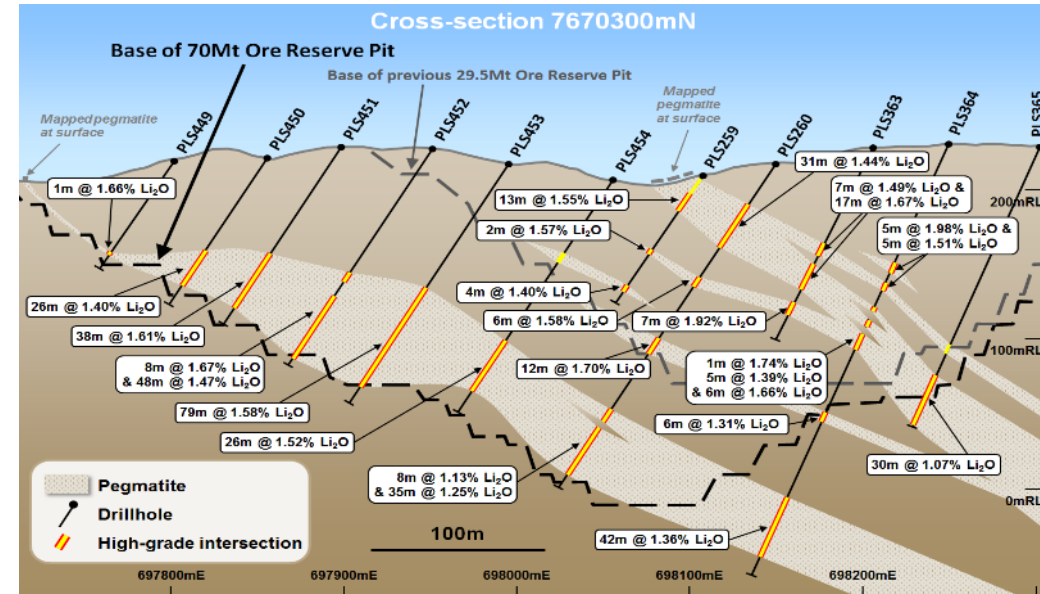 Cross-section 7670300mN
Base of 70Mt Ore Reserve Pit
Base of previous 29.5Mt Ore Reserve Pit
Mapped pegmatite
at surface
Mapped
pegmatite
at surface
PLS449
PLS450
PLS451
PLS452
PLS453
PLS454
PLS259
PLS260
PLS363
PLS364
PLS365
1m @ 1.66% Li₂O
26m @ 1.40% Li₂O
38m @ 1.61% Li₂O
8m @ 1.67% Li₂O
& 48m @ 1.47% Li₂O
79m @ 1.58% Li₂O
26m @ 1.52% Li₂O
8m @ 1.13% Li₂O
& 35m @ 1.25% Li₂O
13m @ 1.55% Li₂O
2m @ 1.57% Li₂O
4m @ 1.40% Li₂O
6m @ 1.58% Li₂O
12m @ 1.70% Li₂O
31m @ 1.44% Li₂O
7m @ 1.49% Li₂O &
17m @ 1.67% Li₂O
5m @ 1.98% Li₂O &
5m @ 1.51% Li₂O
7m @ 1.92% Li₂O
1m @ 1.74% Li₂O
5m @ 1.39% Li₂O
& 6m @ 1.66% Li₂O
6m @ 1.31% Li₂O
30m @ 1.07% Li₂O
42m @ 1.36% Li₂O
200mRL
100mRL
0mRL
Pegmatite
Drillhole
High-grade intersection
100m
697800mE
697900mE
698000mE
698100mE
698200mE